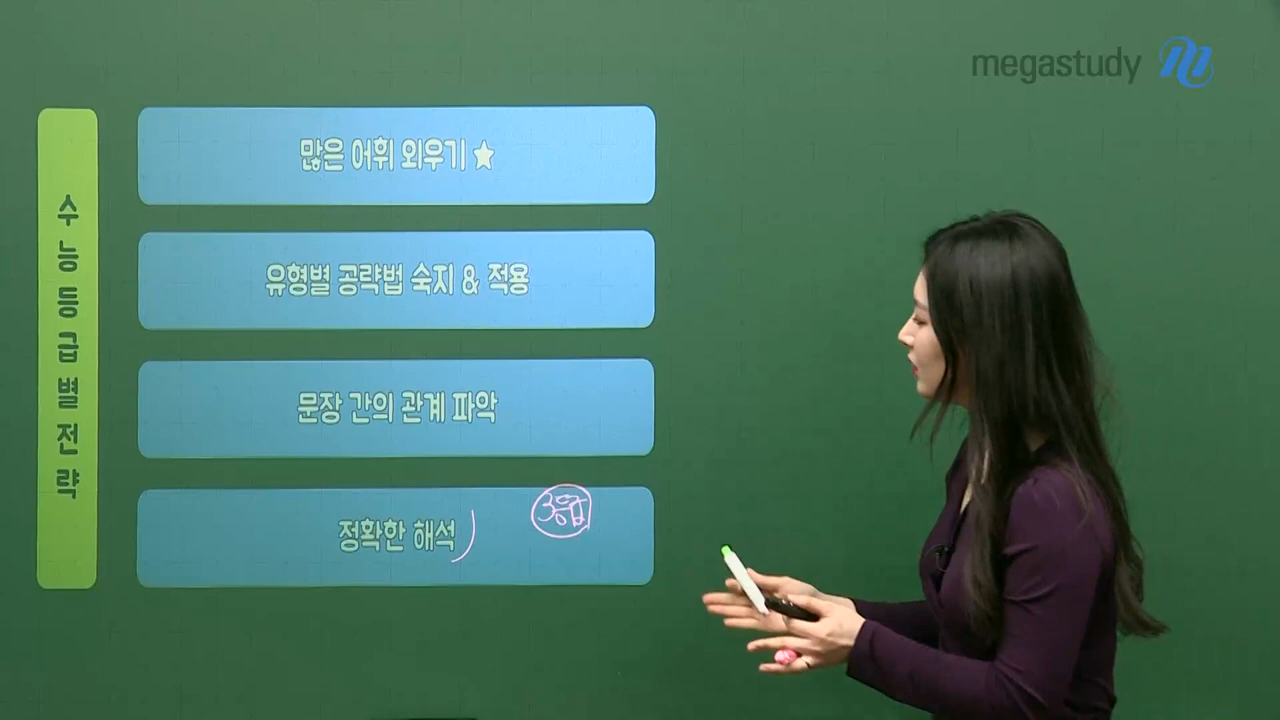 megastudy
수능등급별전략
많은 어휘 외우기 ★
유형별 공략법 숙지 & 적용
문장 간의 관계 파악
정확한 해석
3등급